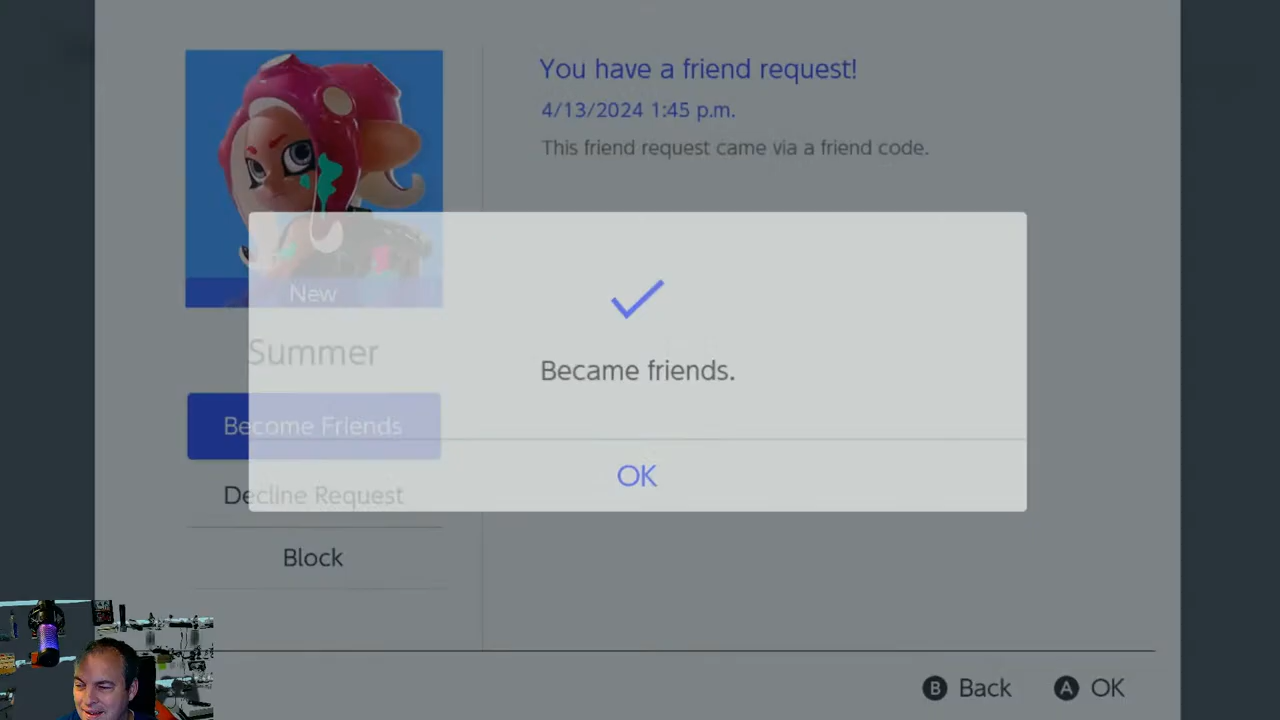 You have a friend request!
4/13/2024 1:45 p.m.
This friend request came via a friend code.
New
Summer
Become Friends
Decline Request
Block
Became friends.
OK
B Back
A OK